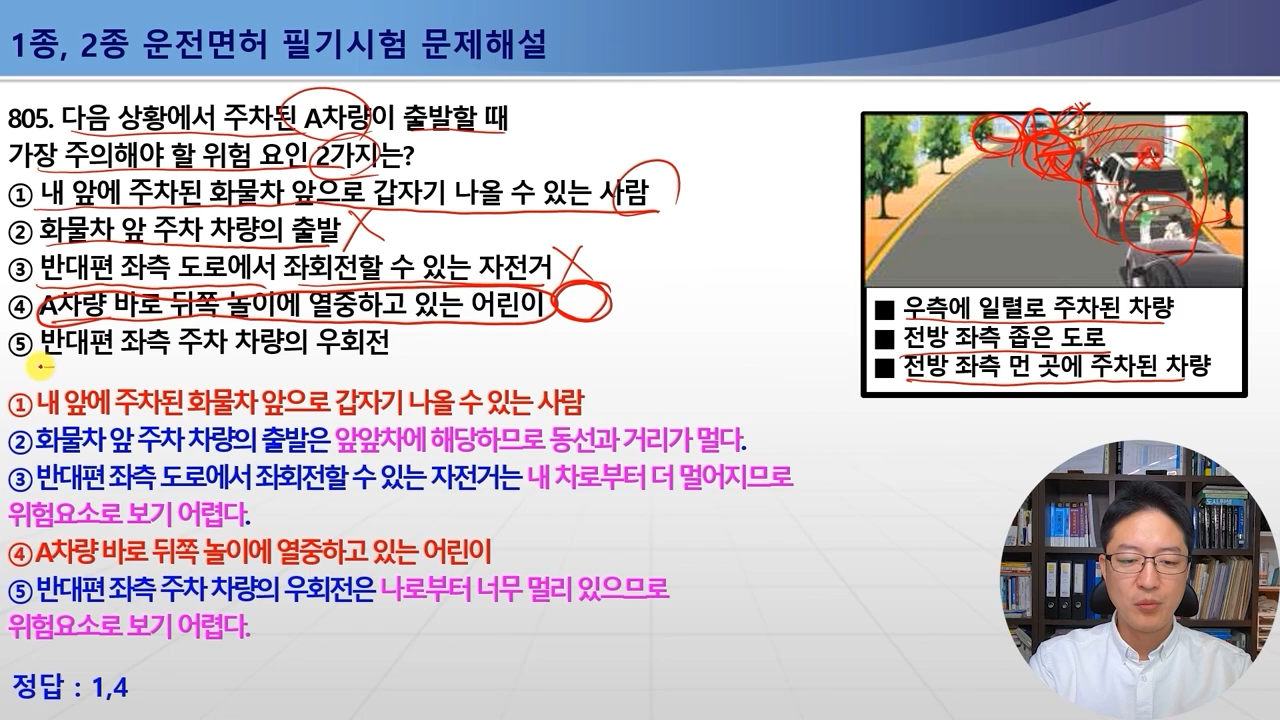 1종, 2종 운전면허 필기시험 문제해설
805. 다음 상황에서 주차된 A차량이 출발할 때
가장 주의해야 할 위험 요인 2가지는?
① 내 앞에 주차된 화물차 앞으로 갑자기 나올 수 있는 사람
② 화물차 앞 주차 차량의 출발
③ 반대편 좌측 도로에서 좌회전할 수 있는 자전거
④ A차량 바로 뒤쪽 놀이에 열중하고 있는 어린이
⑤ 반대편 좌측 주차 차량의 우회전
■ 우측에 일렬로 주차된 차량
■ 전방 좌측 좁은 도로
■ 전방 좌측 먼 곳에 주차된 차량
① 내 앞에 주차된 화물차 앞으로 갑자기 나올 수 있는 사람
② 화물차 앞 주차 차량의 출발은 앞앞차에 해당하므로 동선과 거리가 멀다.
③ 반대편 좌측 도로에서 좌회전할 수 있는 자전거는 내 차로부터 더 멀어지므로
위험요소로 보기 어렵다.
④ A차량 바로 뒤쪽 놀이에 열중하고 있는 어린이
⑤ 반대편 좌측 주차 차량의 우회전은 나로부터 너무 멀리 있으므로
위험요소로 보기 어렵다.
정답 : 1,4